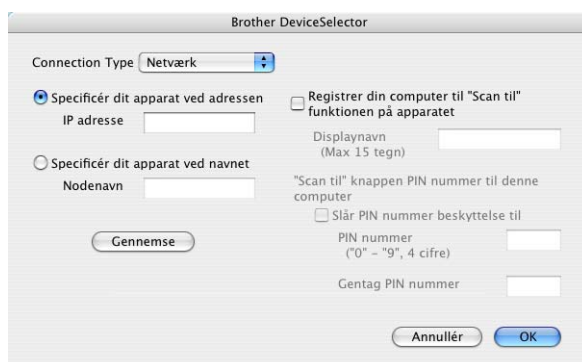 Brother DeviceSelector
Connection Type Netværk
Specificér dit apparat ved adressen
IP adresse
Specificér dit apparat ved navnet
Nodenavn
Gennemse
Registrer din computer til "Scan til"
funktionen på apparatet
Displaynavn
(Max 15 tegn)
"Scan til" knappen PIN nummer til denne
computer
Slår PIN nummer beskyttelse til
PIN nummer
("0" – "9", 4 cifre)
Gentag PIN nummer
Annullér
OK